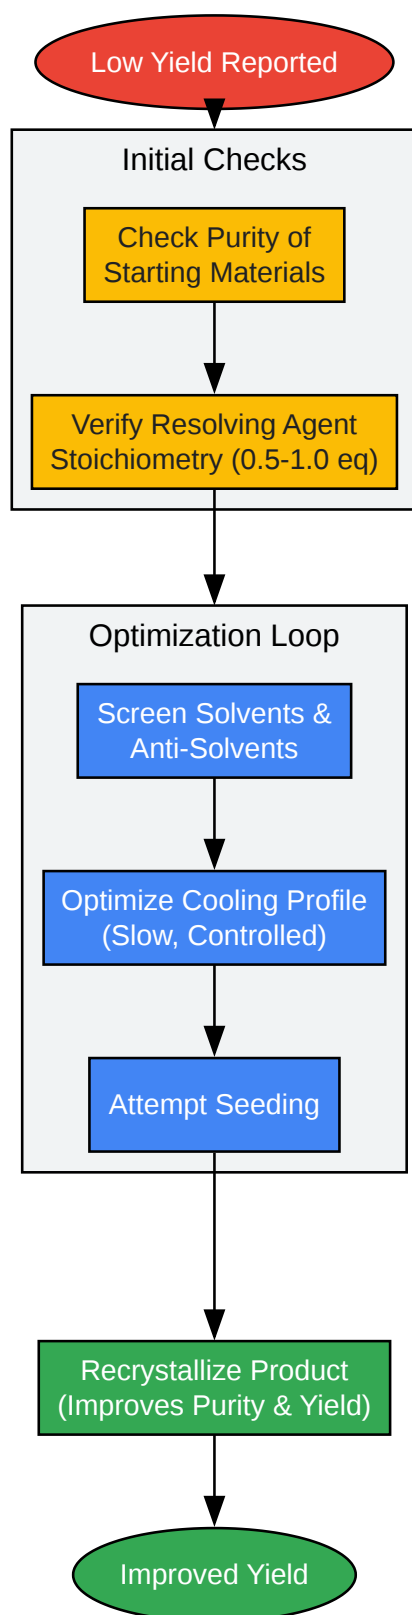 Low Yield Reported
Initial Checks
Check Purity of
Starting Materials
Verify Resolving Agent
Stoichiometry (0.5-1.0 eq)
Optimization Loop
Screen Solvents &
Anti-Solvents
Optimize Cooling Profile
(Slow, Controlled)
Attempt Seeding
Recrystallize Product
(Improves Purity & Yield)
Improved Yield